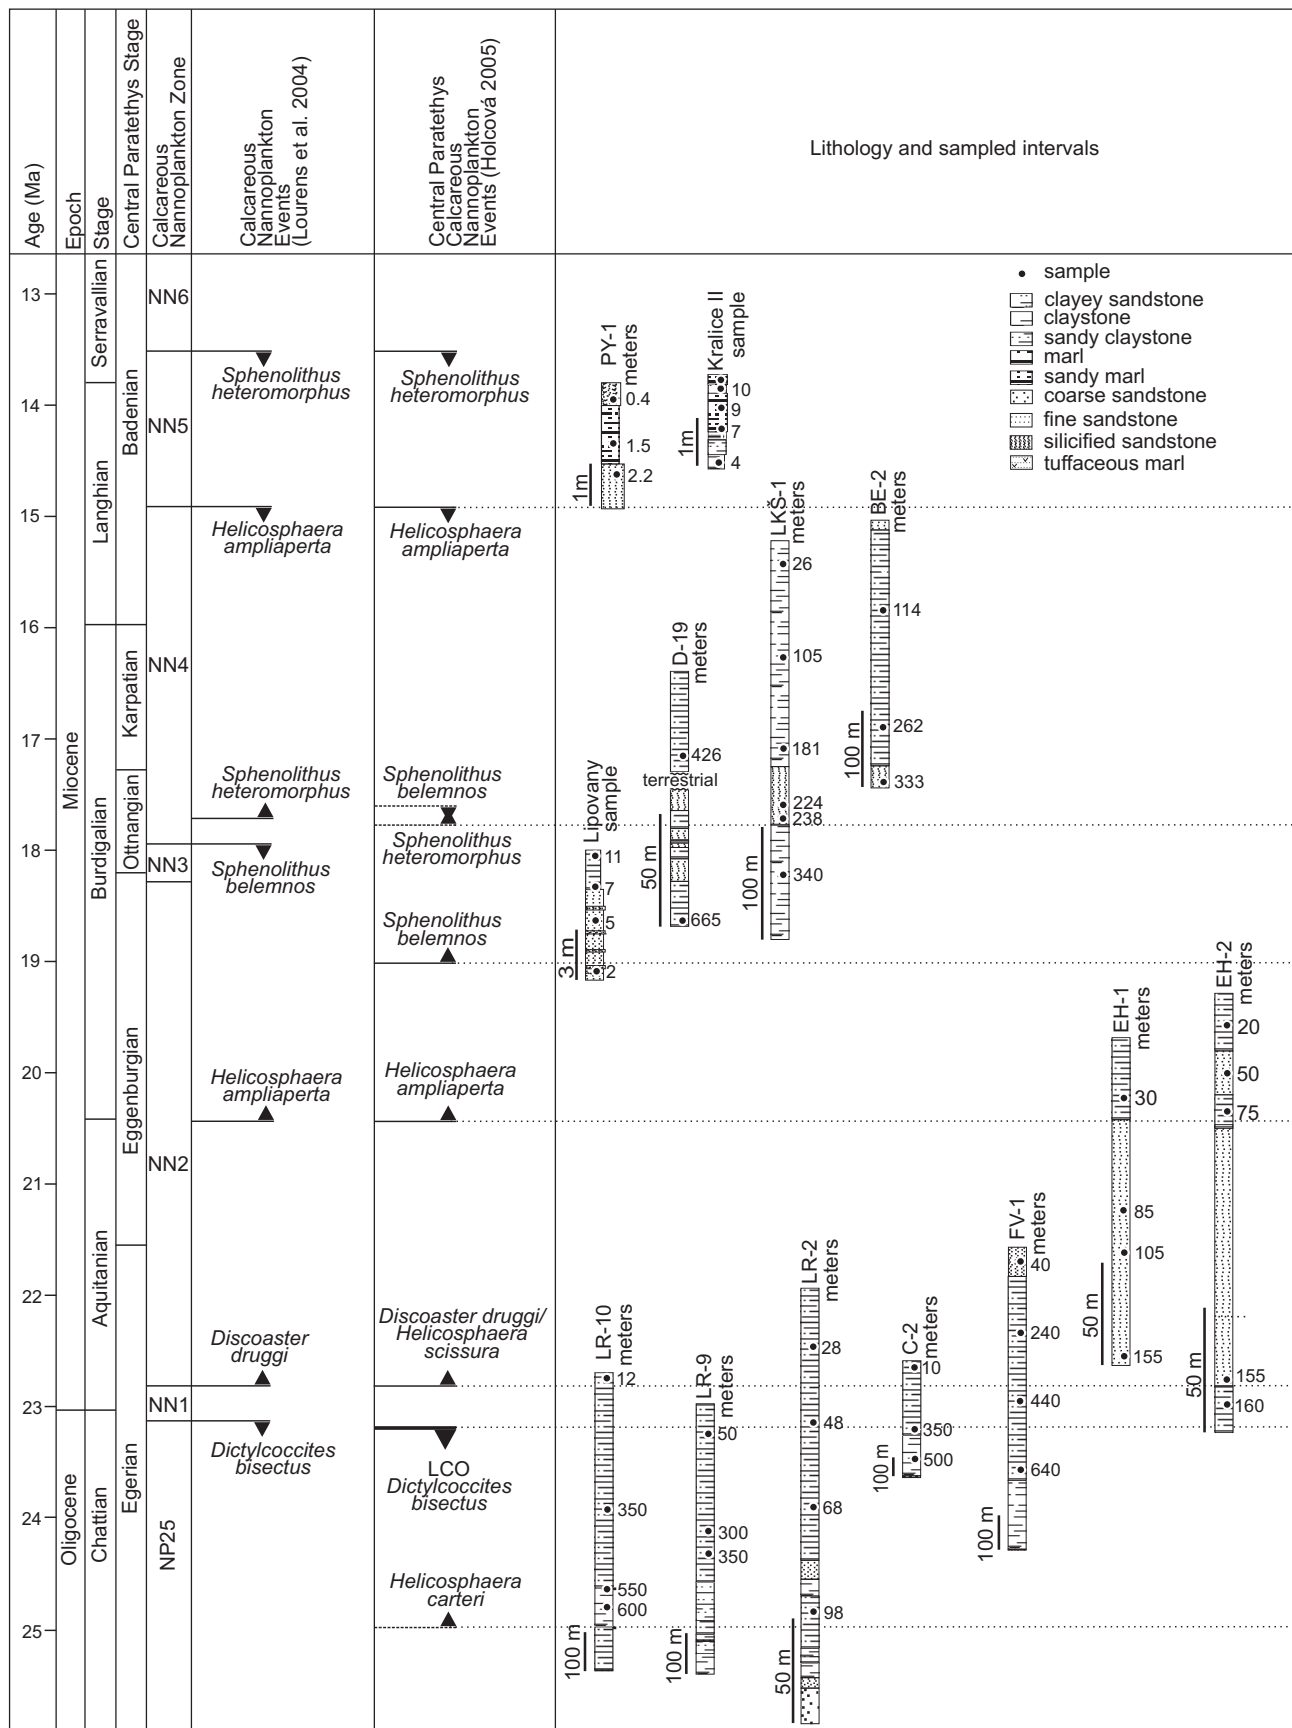 Age (Ma)
Epoch
Stage
Central Paratethys Stage
Calcareous
Nannoplankton Zone
Calcareous
Nannoplankton
Events
(Lourens et al. 2004)
Central Paratethys
Calcareous
Nannoplankton
Events (Holcová 2005)
Lithology and sampled intervals
13
14
15
16
17
18
19
20
21
22
23
24
25
Miocene
Oligocene
Serravallian
Langhian
Burdigalian
Aquitanian
Chattian
Badenian
Karpatian
Ottnangian
Eggenburgian
Egerian
NN6
NN5
NN4
NN3
NN2
NN1
NP25
Sphenolithus
heteromorphus
Helicosphaera
ampliaperta
Sphenolithus
heteromorphus
Sphenolithus
belemnos
Helicosphaera
ampliaperta
Discoaster
druggi
Dictylcoccites
bisectus
Sphenolithus
heteromorphus
Helicosphaera
ampliaperta
Sphenolithus
belemnos
Sphenolithus
heteromorphus
Sphenolithus
belemnos
Helicosphaera
ampliaperta
Discoaster druggi/
Helicosphaera
scissura
LCO
Dictylcoccites
bisectus
Helicosphaera
carteri
sample
clayey sandstone
claystone
sandy claystone
marl
sandy marl
coarse sandstone
fine sandstone
silicified sandstone
tuffaceous marl
PY-1
meters
0.4
1.5
2.2
1m
Kralice II
sample
10
9
7
4
1m
LKŠ-1
meters
26
105
181
224
238
340
100 m
BE-2
meters
114
262
333
100 m
D-19
meters
426
terrestrial
665
50 m
Lipovany
sample
11
7
5
2
3 m
EH-1
meters
30
85
105
155
50 m
EH-2
meters
20
50
75
155
160
50 m
FV-1
meters
40
240
440
640
100 m
LR-2
meters
28
48
68
98
50 m
C-2
meters
10
350
500
100 m
LR-10
meters
12
350
550
600
100 m
LR-9
meters
50
300
350
100 m